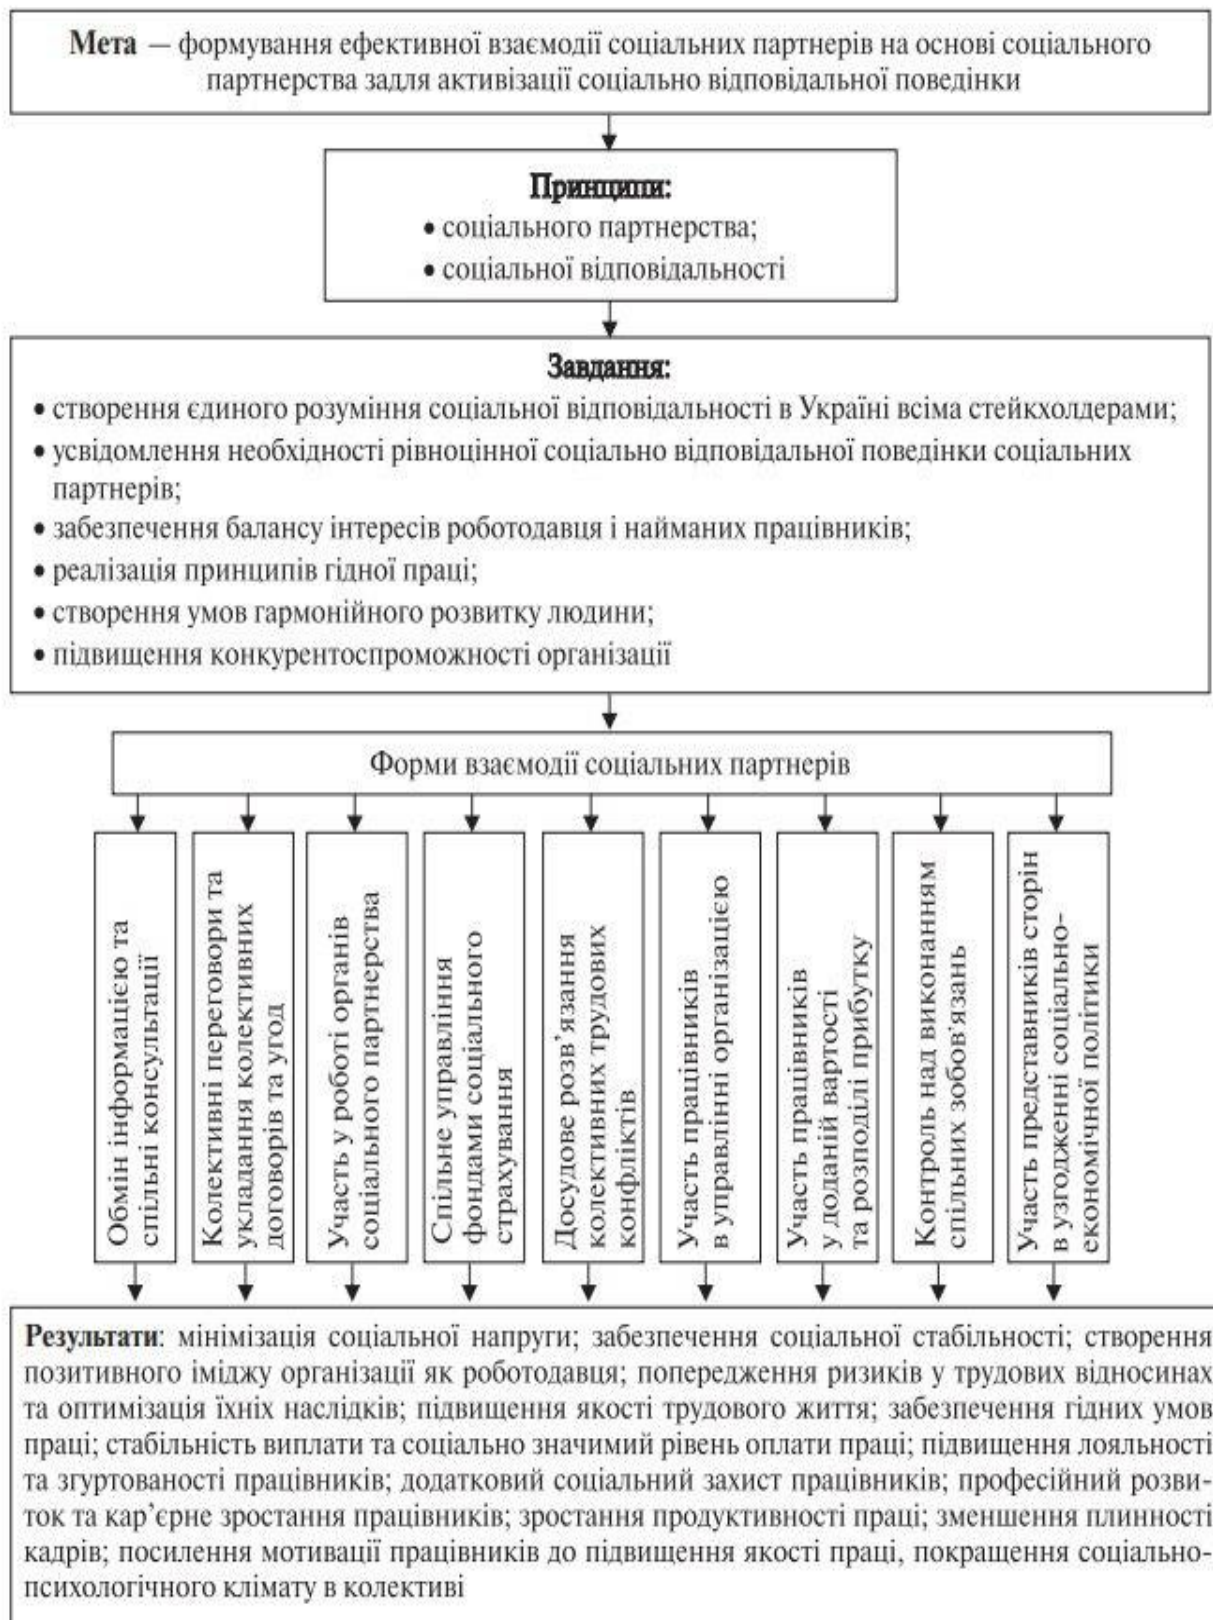 Мета — формування ефективної взаємодії соціальних партнерів на основі соціального
партнерства задля активізації соціально відповідальної поведінки
Принципи:
• соціального партнерства;
• соціальної відповідальності
Завдання:
• створення єдиного розуміння соціальної відповідальності в Україні всіма стейкхолдерами;
• усвідомлення необхідності рівноцінної соціально відповідальної поведінки соціальних
партнерів;
• забезпечення балансу інтересів роботодавця і найманих працівників;
• реалізація принципів гідної праці;
• створення умов гармонійного розвитку людини;
• підвищення конкурентоспроможності організації
Форми взаємодії соціальних партнерів
Обмін інформацією та
спільні консультації
Колективні переговори та
укладання колективних
договорів та угод
Участь у роботі органів
соціального партнерства
Спільне управління
фондами соціального
страхування
Досудове розв’язання
колективних трудових
конфліктів
Участь працівників
в управлінні організацією
Участь працівників
у доданій вартості
та розподілі прибутку
Контроль над виконанням
спільних зобов’язань
Участь представників сторін
в узгодженні соціально-
економічної політики
Результати: мінімізація соціальної напруги; забезпечення соціальної стабільності; створення
позитивного іміджу організації як роботодавця; попередження ризиків у трудових відносинах
та оптимізація їхніх наслідків; підвищення якості трудового життя; забезпечення гідних умов
праці; стабільність виплати та соціально значимий рівень оплати праці; підвищення лояльності
та згуртованості працівників; додатковий соціальний захист працівників; професійний розви-
ток та кар’єрне зростання працівників; зростання продуктивності праці; зменшення плинності
кадрів; посилення мотивації працівників до підвищення якості праці, покращення соціально-
психологічного клімату в колективі